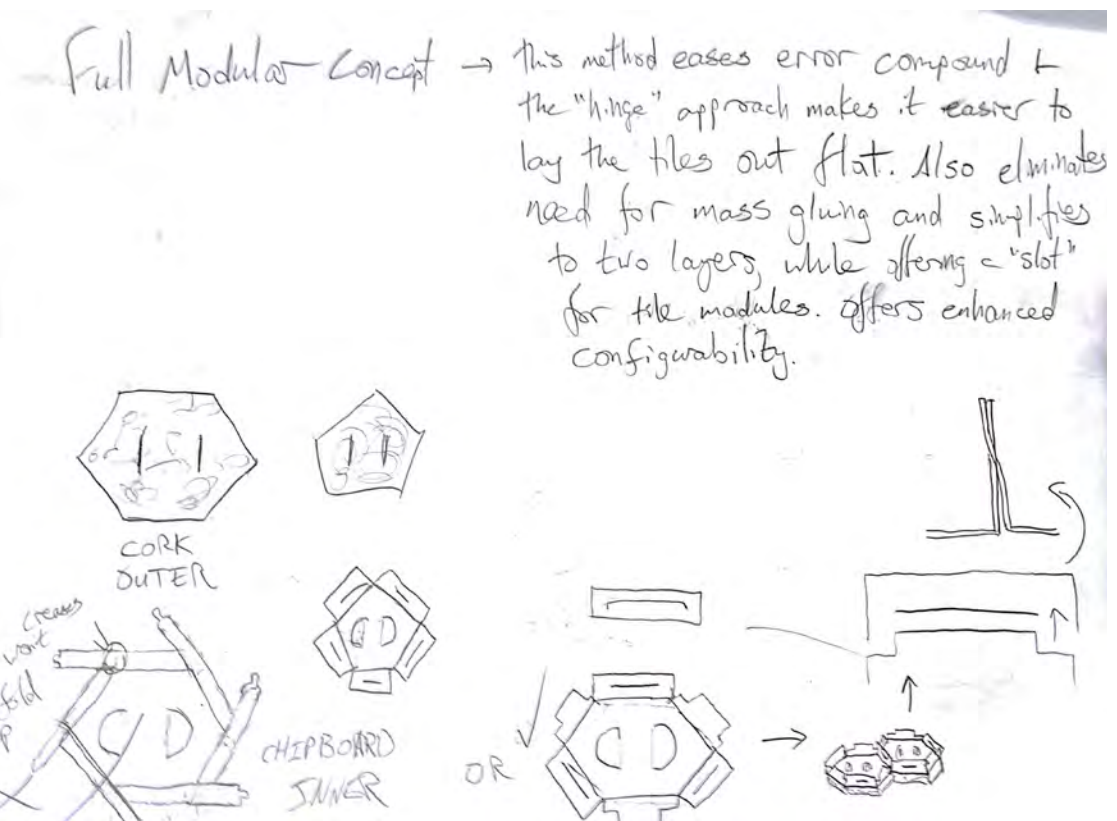 Full Modular Concept → this method eases error compound &
the "hinge" approach makes it easier to
lay the tiles out flat. Also eliminates
need for mass gluing and simplifies
to two layers, while offering a "slot"
for tile modules. Offers enhanced
configurability.
CORK
OUTER
creases
won't
fold
CHIPBOARD
INNER
OR